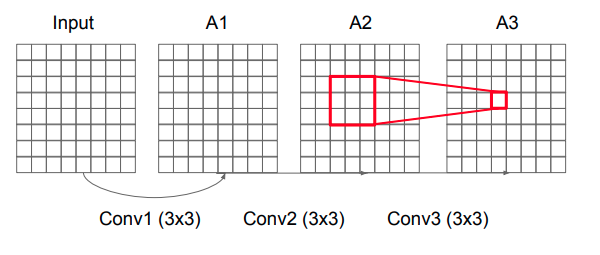 Input A1 A2 A3
Conv1 (3x3) Conv2 (3x3) Conv3 (3x3)